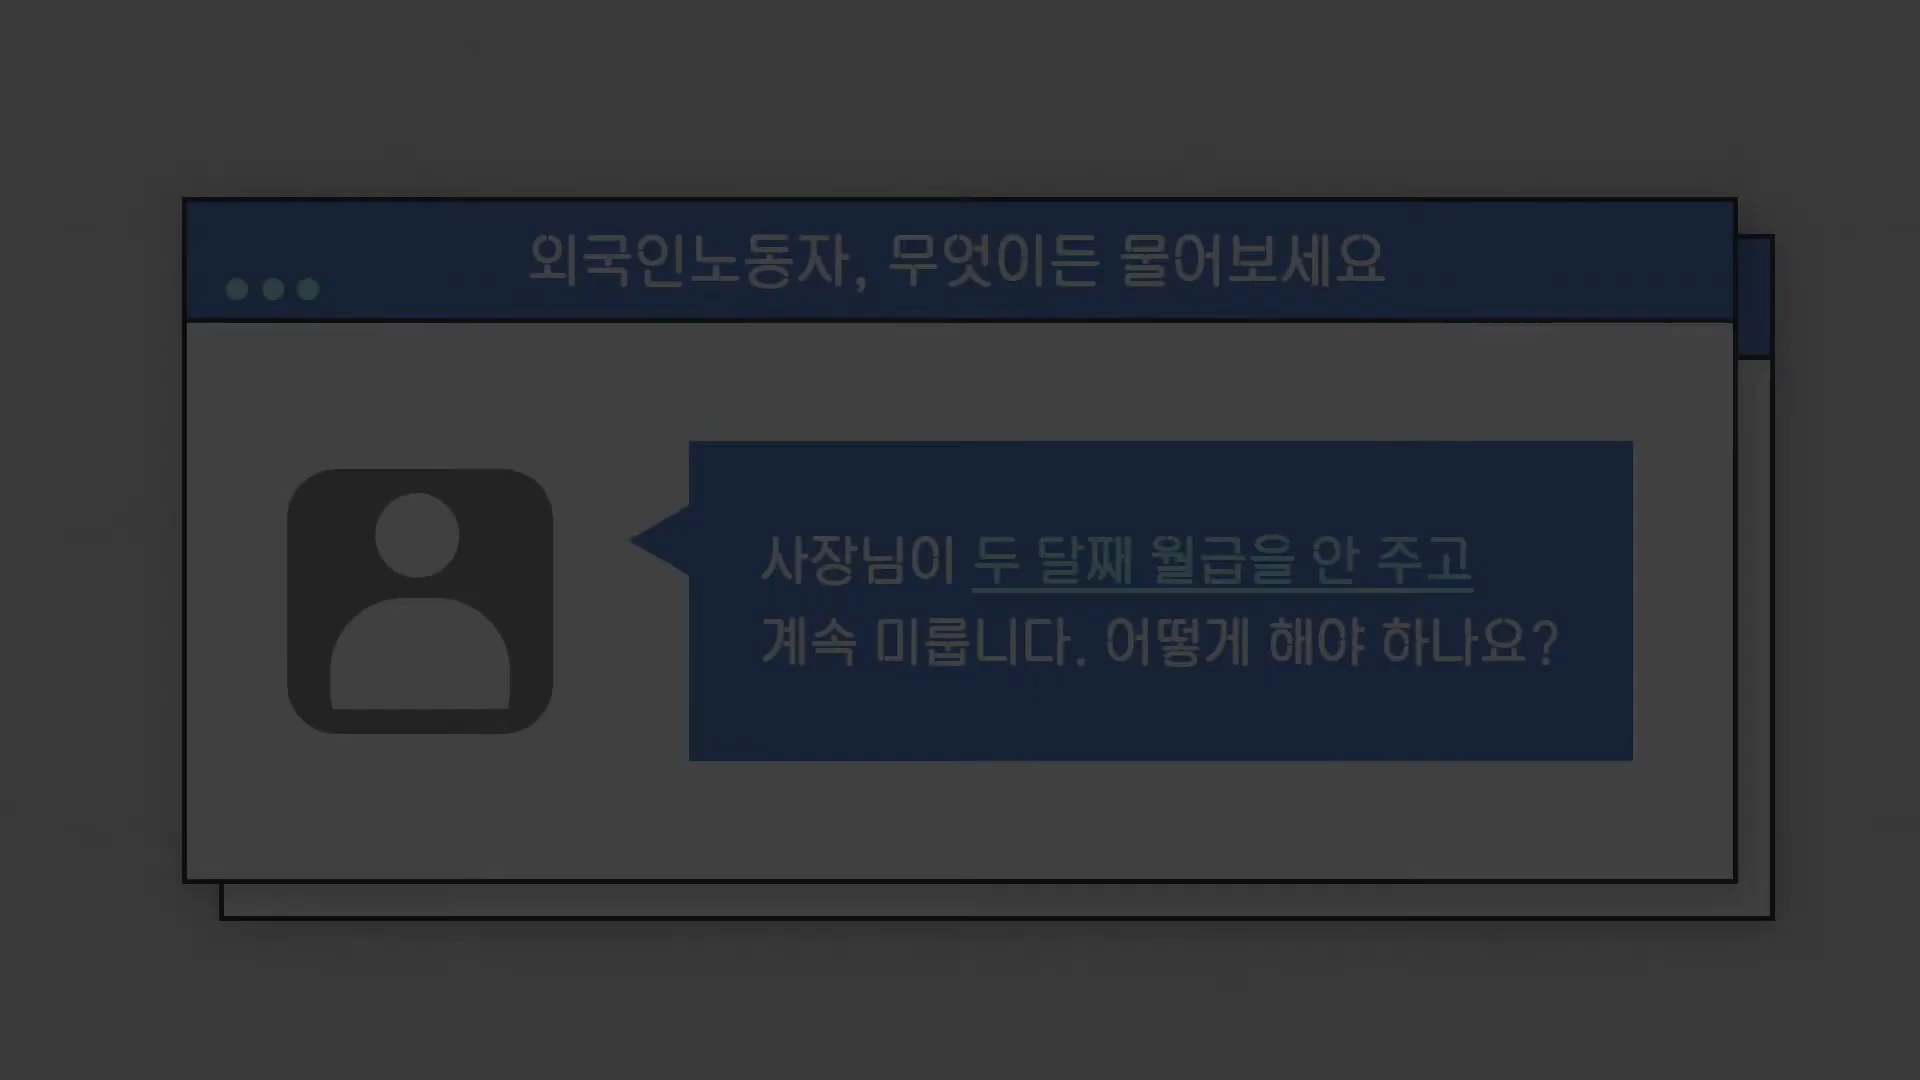 외국인노동자, 무엇이든 물어보세요
사장님이 두 달째 월급을 안 주고
계속 미룹니다. 어떻게 해야 하나요?